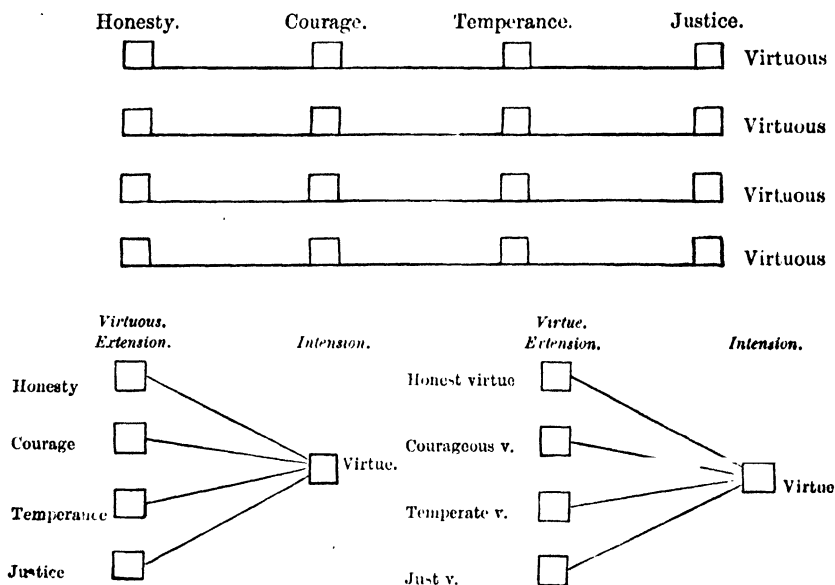 Honesty. Courage. Temperance. Justice.
Virtuous
Virtuous
Virtuous
Virtuous
Virtuous.
Extension. Intension.
Honesty
Courage
Temperance
Justice
Virtue.
Virtue.
Extension. Intension.
Honest virtue
Courageous v.
Temperate v.
Just v.
Virtue